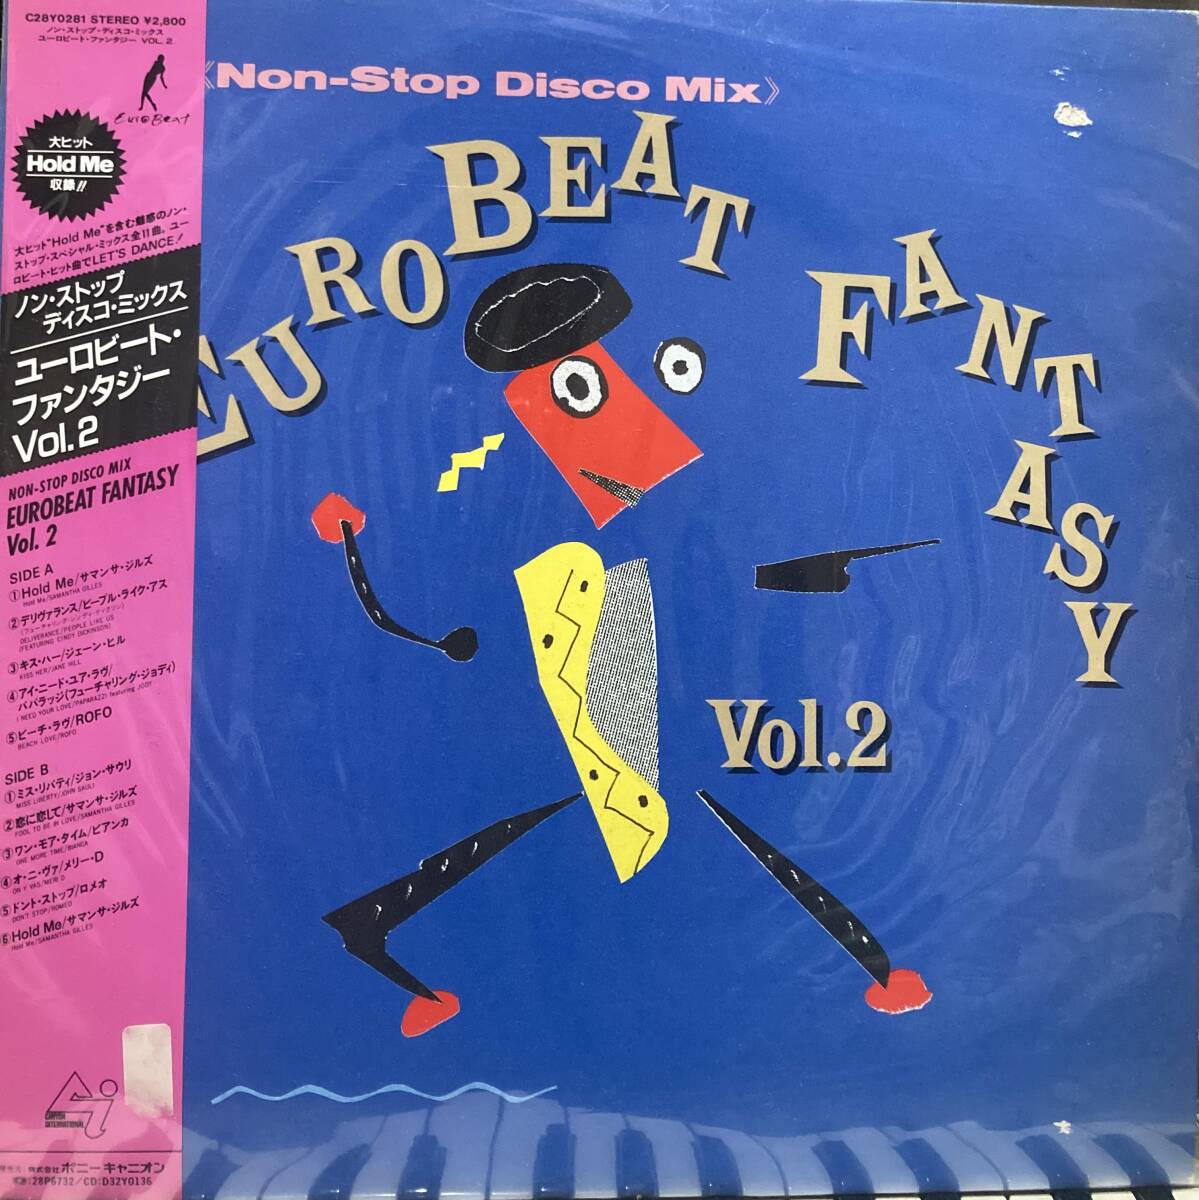 C28Y0281 STEREO ¥2,800
ノン・ストップ・ディスコ・ミックス
ユーロビート・ファンタジー VOL. 2
EuroBeat
大ヒット
Hold Me
収録!!
大ヒット"Hold Me"を含む魅惑のノン・
ストップ・スペシャル・ミックス全11曲。ユー
ロビート・ヒット曲でLET'S DANCE!
ノン・ストップ
ディスコ・ミックス
ユーロビート・
ファンタジー
Vol.2
NON-STOP DISCO MIX
EUROBEAT FANTASY
Vol. 2
SIDE A
①Hold Me/サマンサ・ジルズ
Hold Me/SAMANTHA GILLES
②デリヴァランス/ピープル・ライク・アス
(フューチャリング・シンディ・ディクソン)
DELIVERANCE/PEOPLE LIKE US
(FEATURING CINDY DICKINSON)
③キス・ハー/ジェーン・ヒル
KISS HER/JANE HILL
④アイ・ニード・ユア・ラヴ/
パパラッジ(フューチャリング・ジョディ)
I NEED YOUR LOVE/PAPARAZZI featuring JODY
⑤ビーチ・ラヴ/ROFO
BEACH LOVE/ROFO
SIDE B
①ミス・リバティ/ジョン・サウリ
MISS LIBERTY/JOHN SAULI
②恋に恋して/サマンサ・ジルズ
FOOL TO BE IN LOVE/SAMANTHA GILLES
③ワン・モア・タイム/ビアンカ
ONE MORE TIME/BIANCA
④オ・ニ・ヴァ/メリー・D
ON Y VAS/MERI D
⑤ドント・ストップ/ロメオ
DON'T STOP/ROMEO
⑥Hold Me/サマンサ・ジルズ
Hold Me/SAMANTHA GILLES
CANYON
INTERNATIONAL
発売元:株式会社ポニーキャニオン
:28P6732/CD:D32Y0136
《Non-Stop Disco Mix》
EUROBEAT FANTASY
Vol.2